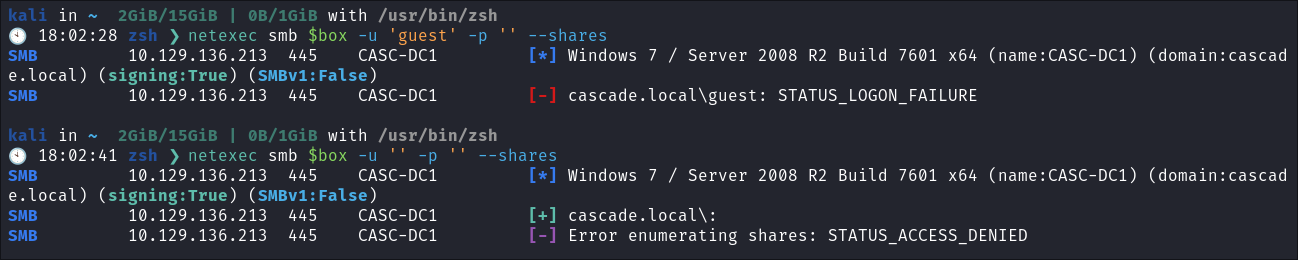 kali in ~ 2GiB/15GiB | 0B/1GiB with /usr/bin/zsh
🕙 18:02:28 zsh ❯ netexec smb $box -u 'guest' -p '' --shares
SMB 10.129.136.213 445 CASC-DC1 [*] Windows 7 / Server 2008 R2 Build 7601 x64 (name:CASC-DC1) (domain:cascad
e.local) (signing:True) (SMBv1:False)
SMB 10.129.136.213 445 CASC-DC1 [-] cascade.local\guest: STATUS_LOGON_FAILURE
kali in ~ 2GiB/15GiB | 0B/1GiB with /usr/bin/zsh
🕙 18:02:41 zsh ❯ netexec smb $box -u '' -p '' --shares
SMB 10.129.136.213 445 CASC-DC1 [*] Windows 7 / Server 2008 R2 Build 7601 x64 (name:CASC-DC1) (domain:cascad
e.local) (signing:True) (SMBv1:False)
SMB 10.129.136.213 445 CASC-DC1 [+] cascade.local\:
SMB 10.129.136.213 445 CASC-DC1 [-] Error enumerating shares: STATUS_ACCESS_DENIED